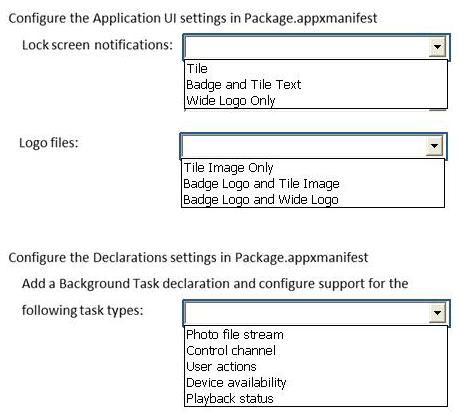 Configure the Application UI settings in Package.appxmanifest
Lock screen notifications:
Tile
Badge and Tile Text
Wide Logo Only
Logo files:
Tile Image Only
Badge Logo and Tile Image
Badge Logo and Wide Logo
Configure the Declarations settings in Package.appxmanifest
Add a Background Task declaration and configure support for the
following task types:
Photo file stream
Control channel
User actions
Device availability
Playback status